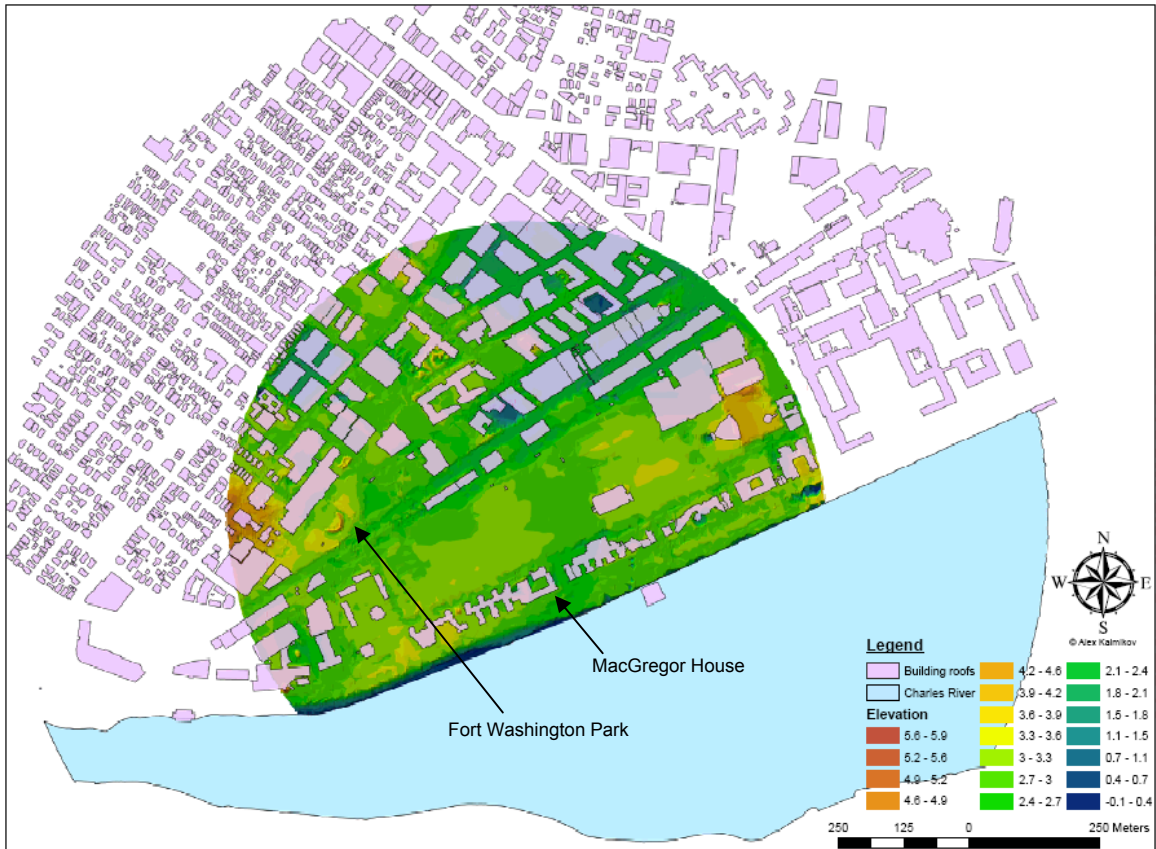 MacGregor House
Fort Washington Park
N
W E
S
© Alex Kalmikov
Legend
Building roofs
Charles River
Elevation
5.6 - 5.9
5.2 - 5.6
4.9 - 5.2
4.6 - 4.9
4.2 - 4.6
3.9 - 4.2
3.6 - 3.9
3.3 - 3.6
3 - 3.3
2.7 - 3
2.4 - 2.7
2.1 - 2.4
1.8 - 2.1
1.5 - 1.8
1.1 - 1.5
0.7 - 1.1
0.4 - 0.7
-0.1 - 0.4
250 125 0 250 Meters